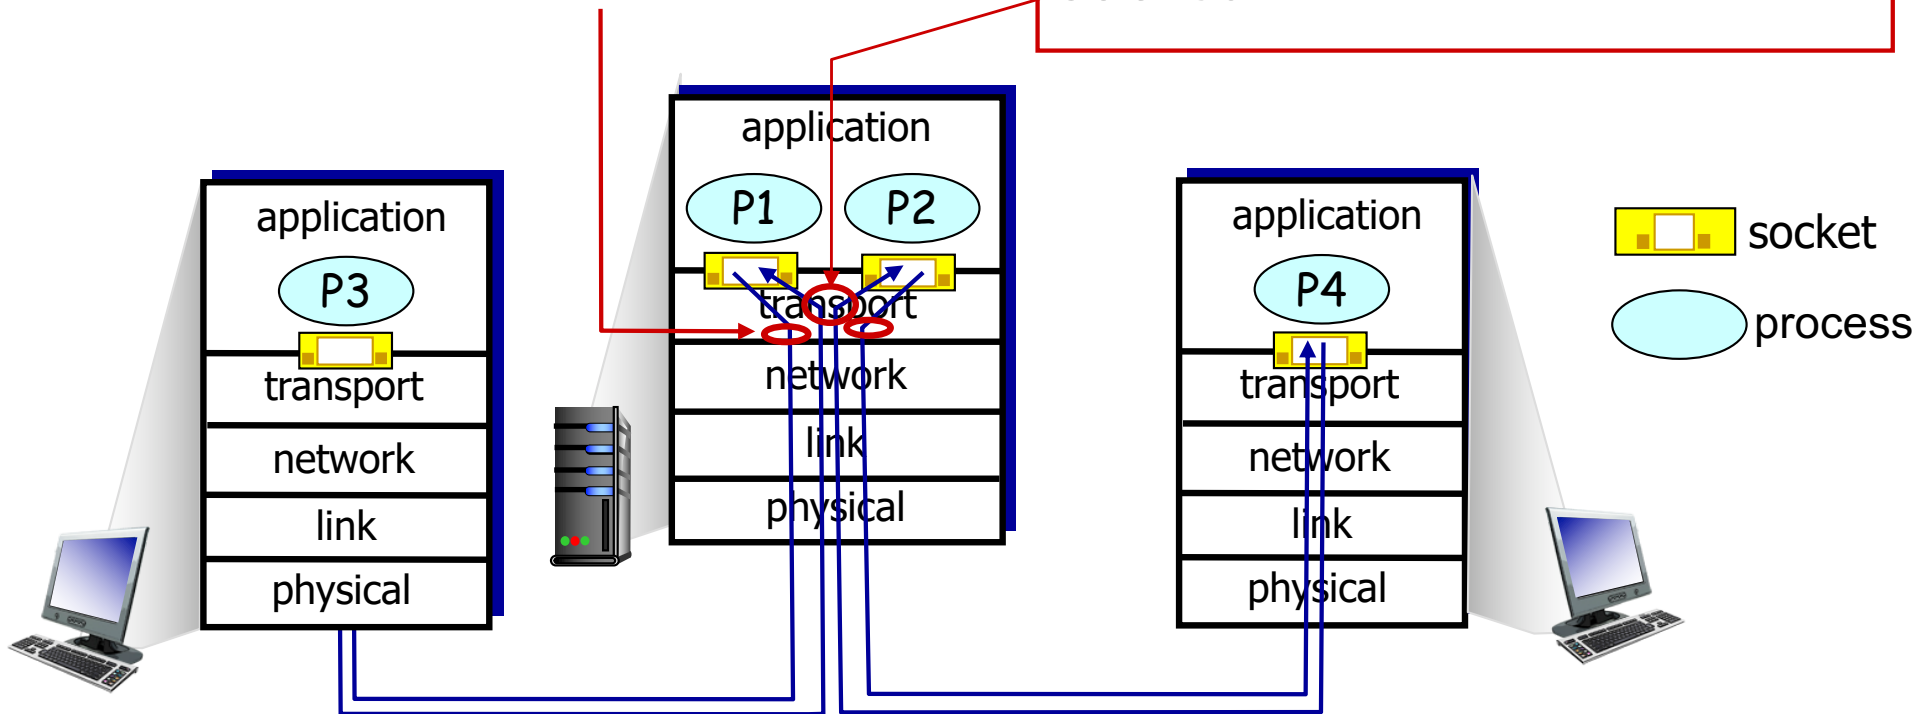 application
P1
P2
transport
network
link
physical
application
P3
transport
network
link
physical
application
P4
transport
network
link
physical
socket
process